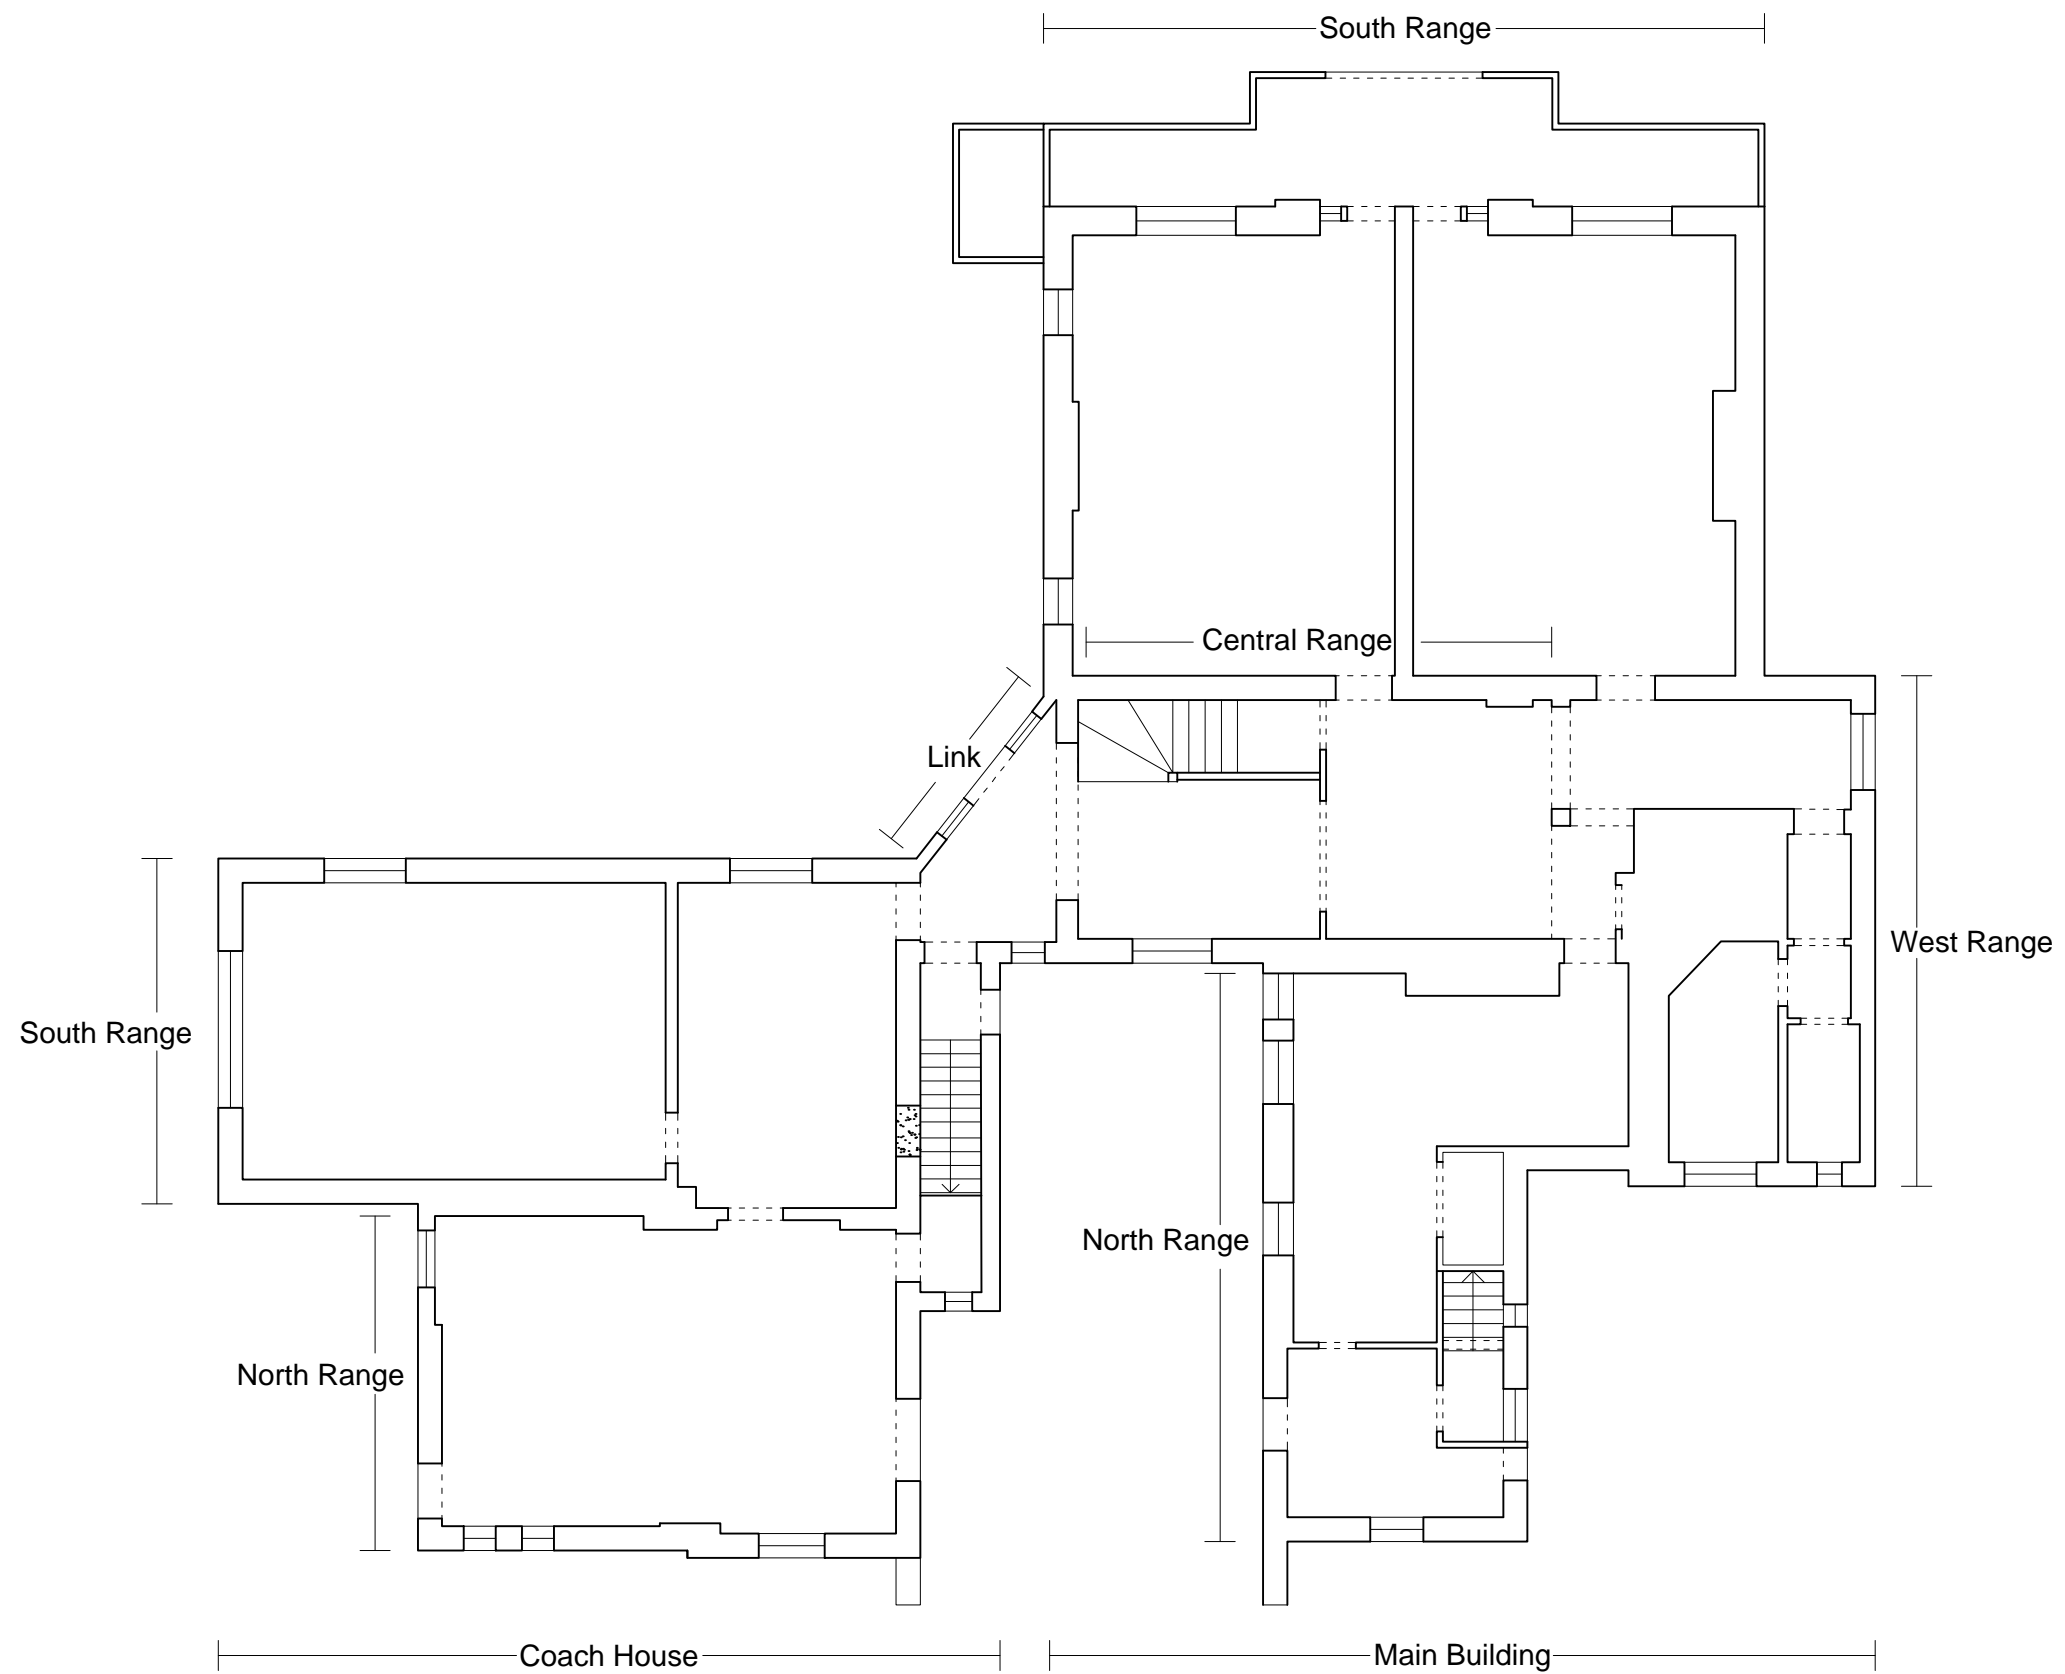 South Range
Central Range
Link
West Range
South Range
North Range
North Range
Coach House
Main Building